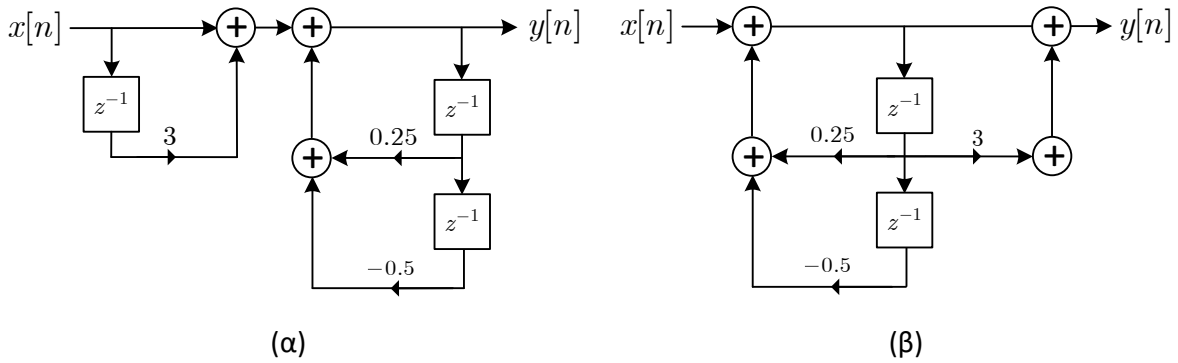 x[n] + + y[n]
z⁻¹ z⁻¹
3 0.25
+
z⁻¹
−0.5
(α)
x[n] + + y[n]
z⁻¹
0.25 3
+ +
z⁻¹
−0.5
(β)